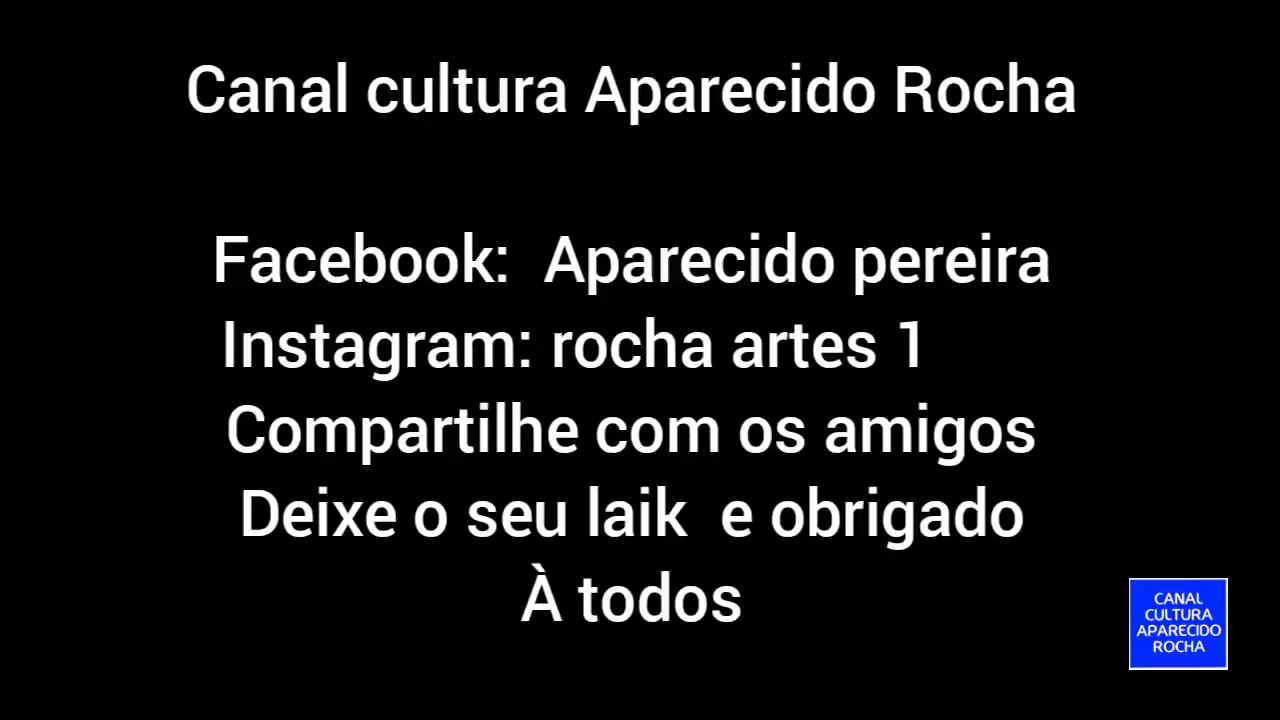 Canal cultura Aparecido Rocha
Facebook:  Aparecido pereira
Instagram: rocha artes 1
Compartilhe com os amigos
Deixe o seu laik  e obrigado
À todos
CANAL
CULTURA
APARECIDO
ROCHA